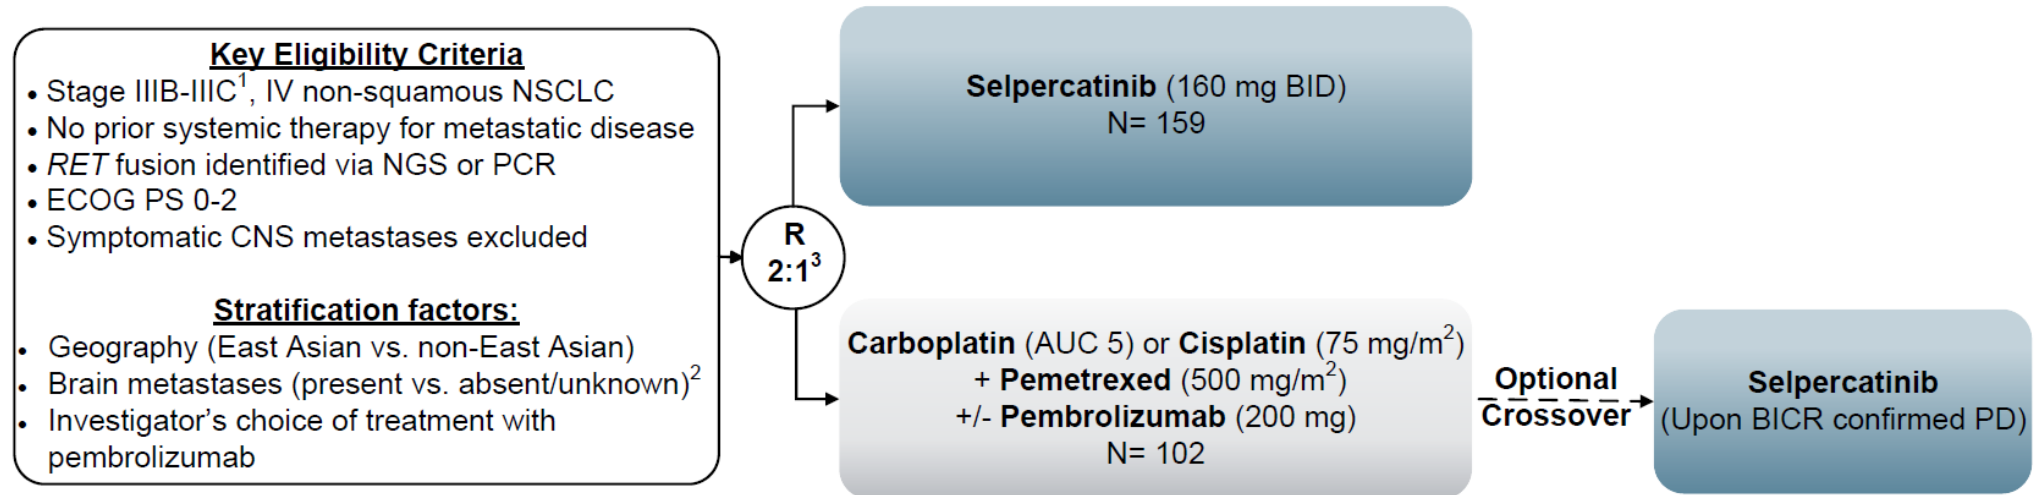 Key Eligibility Criteria
• Stage IIIB-IIIC¹, IV non-squamous NSCLC
• No prior systemic therapy for metastatic disease
• RET fusion identified via NGS or PCR
• ECOG PS 0-2
• Symptomatic CNS metastases excluded
Stratification factors:
• Geography (East Asian vs. non-East Asian)
• Brain metastases (present vs. absent/unknown)²
• Investigator's choice of treatment with
pembrolizumab
R
2:1³
Selpercatinib (160 mg BID)
N= 159
Carboplatin (AUC 5) or Cisplatin (75 mg/m²)
+ Pemetrexed (500 mg/m²)
+/- Pembrolizumab (200 mg)
N= 102
Optional
Crossover
Selpercatinib
(Upon BICR confirmed PD)